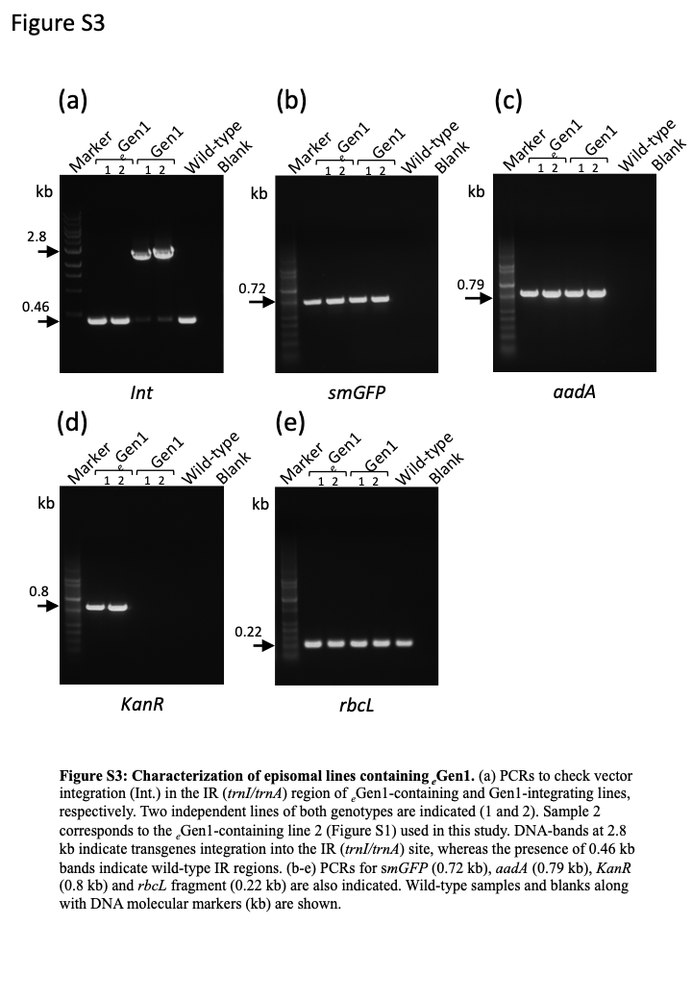 Figure S3
(a)
Marker
eGen1
Gen1
Wild-type
Blank
1 2
1 2
kb
2.8
0.46
Int
(b)
Marker
eGen1
Gen1
Wild-type
Blank
1 2
1 2
kb
0.72
smGFP
(c)
Marker
eGen1
Gen1
Wild-type
Blank
1 2
1 2
kb
0.79
aadA
(d)
Marker
eGen1
Gen1
Wild-type
Blank
1 2
1 2
kb
0.8
KanR
(e)
Marker
eGen1
Gen1
Wild-type
Blank
1 2
1 2
kb
0.22
rbcL
Figure S3: Characterization of episomal lines containing eGen1. (a) PCRs to check vector
integration (Int.) in the IR (trnI/trnA) region of eGen1-containing and Gen1-integrating lines,
respectively. Two independent lines of both genotypes are indicated (1 and 2). Sample 2
corresponds to the eGen1-containing line 2 (Figure S1) used in this study. DNA-bands at 2.8
kb indicate transgenes integration into the IR (trnI/trnA) site, whereas the presence of 0.46 kb
bands indicate wild-type IR regions. (b-e) PCRs for smGFP (0.72 kb), aadA (0.79 kb), KanR
(0.8 kb) and rbcL fragment (0.22 kb) are also indicated. Wild-type samples and blanks along
with DNA molecular markers (kb) are shown.